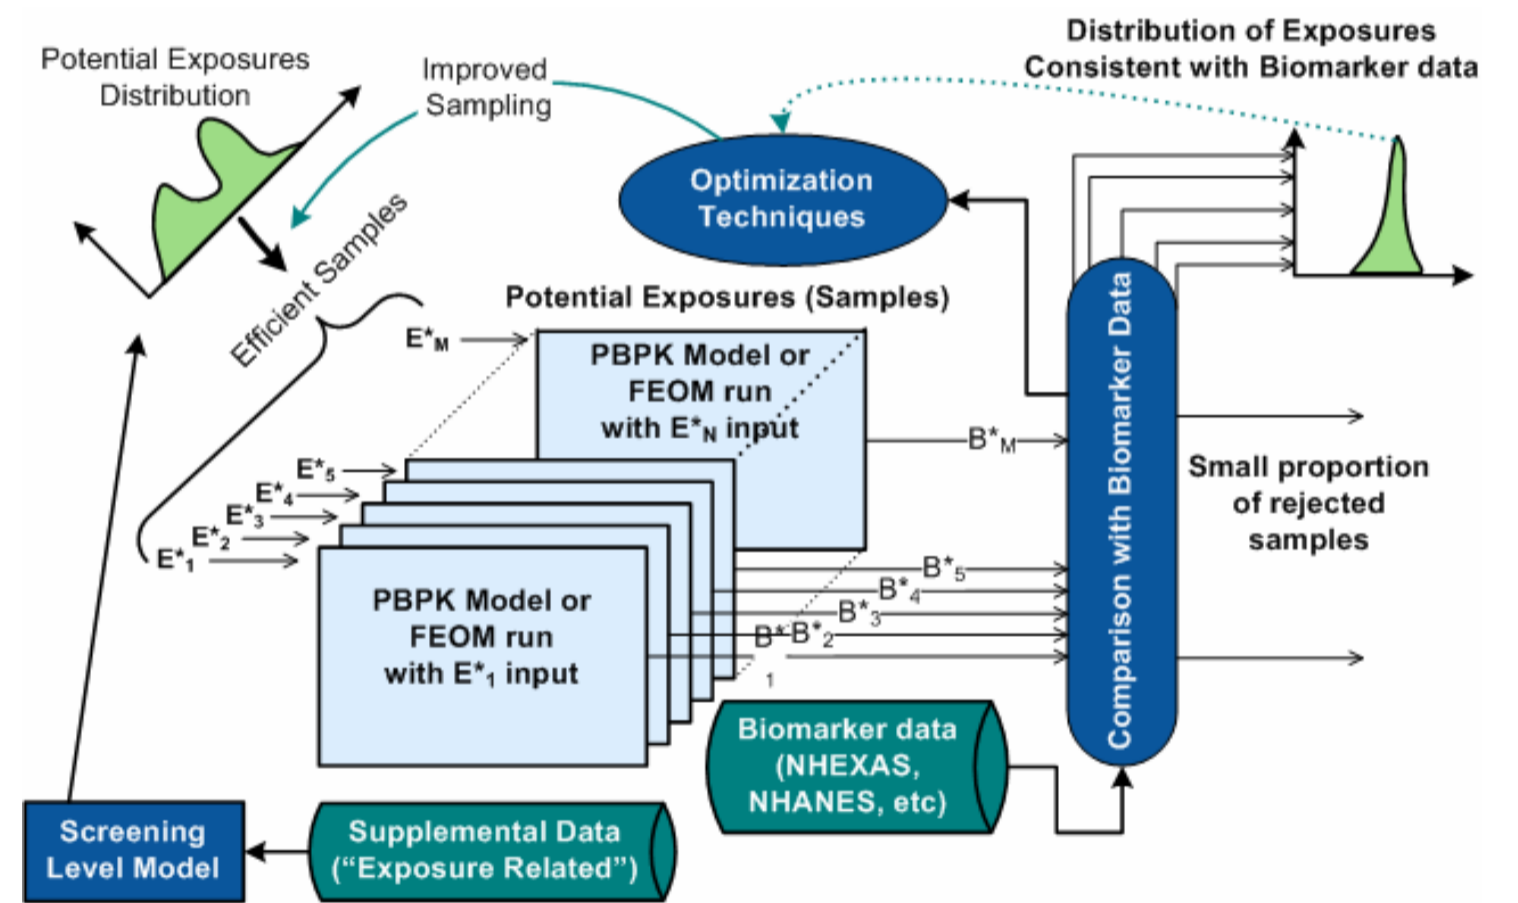 Potential Exposures
Distribution
Improved
Sampling
Distribution of Exposures
Consistent with Biomarker data
Optimization
Techniques
Efficient Samples
Potential Exposures (Samples)
E*M
PBPK Model or
FEOM run
with E*N input
B*M
E*5
E*4
E*3
E*2
E*1
PBPK Model or
FEOM run
with E*1 input
B*5
B*4
B*3
B*2
B*1
Comparison with Biomarker Data
Small proportion
of rejected
samples
Biomarker data
(NHEXAS,
NHANES, etc)
Screening
Level Model
Supplemental Data
(“Exposure Related”)